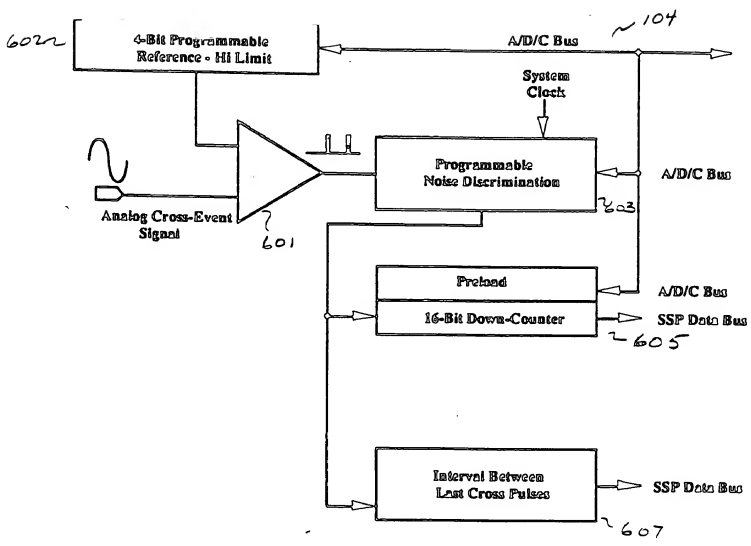 104
602
4-Bit Programmable
Reference - Hi Limit
A/D/C Bus
System
Clock
Programmable
Noise Discrimination
A/D/C Bus
603
Analog Cross-Event
Signal
601
Preload
A/D/C Bus
16-Bit Down-Counter
SSP Data Bus
605
Interval Between
Last Cross Pulses
SSP Data Bus
607